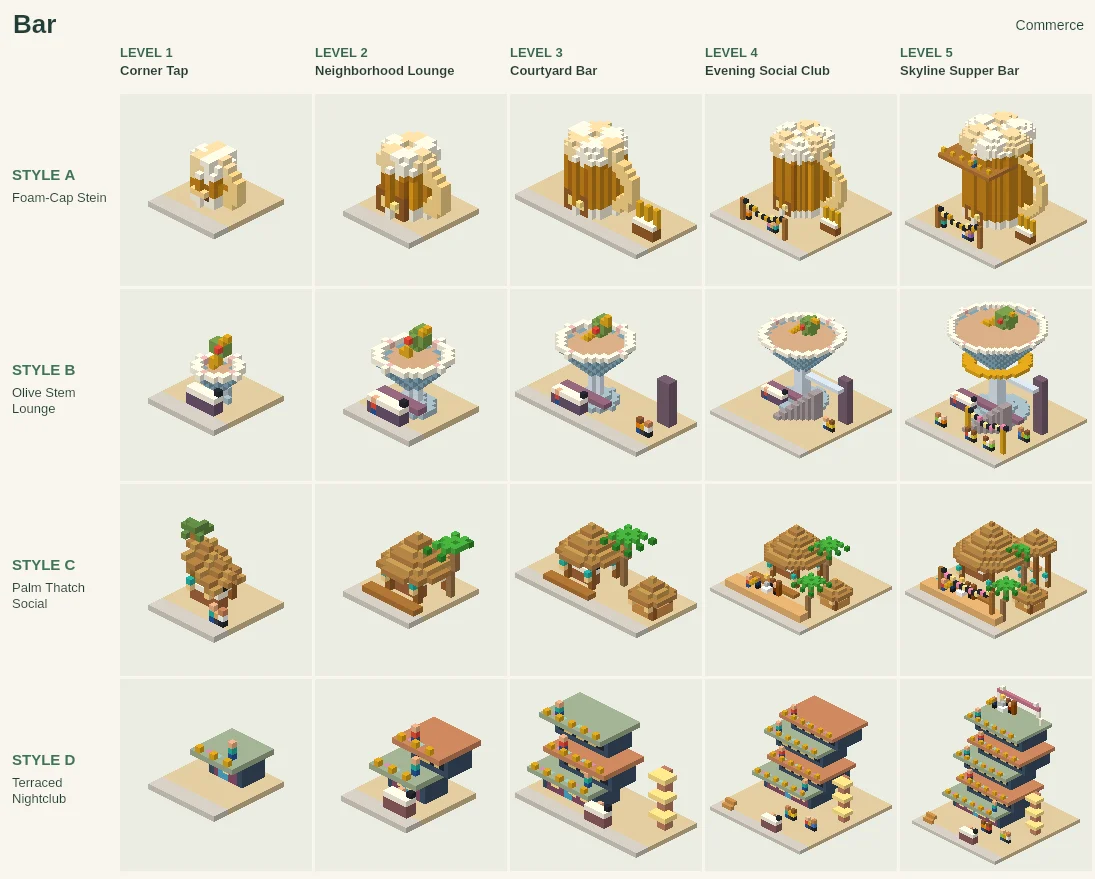 Bar
Commerce
LEVEL 1
Corner Tap
LEVEL 2
Neighborhood Lounge
LEVEL 3
Courtyard Bar
LEVEL 4
Evening Social Club
LEVEL 5
Skyline Supper Bar
STYLE A
Foam-Cap Stein
STYLE B
Olive Stem
Lounge
STYLE C
Palm Thatch
Social
STYLE D
Terraced
Nightclub